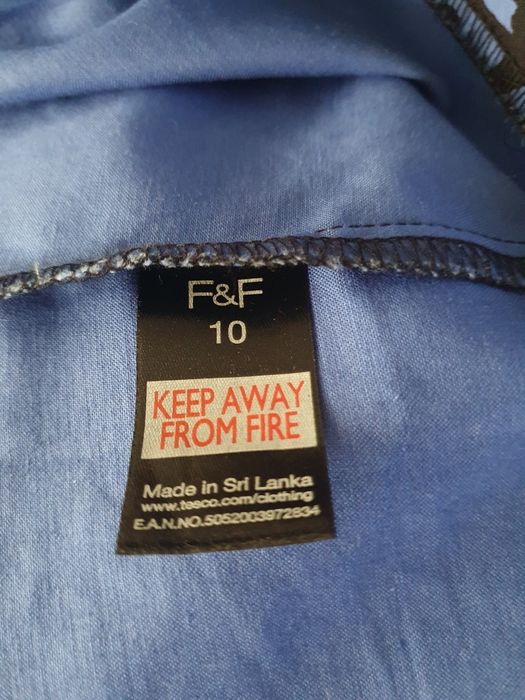 F&F
10
KEEP AWAY
FROM FIRE
Made in Sri Lanka
www.tesco.com/clothing
E.A.N.NO.5052003972834